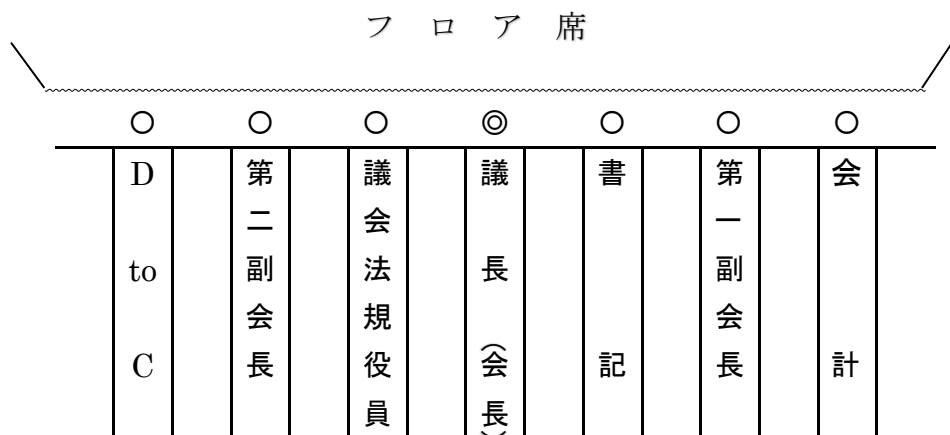 フロア席
○ ○ ○ ◎ ○ ○ ○
D to C
第二副会長
議会法規役員
議長(会長)
書記
第一副会長
会計